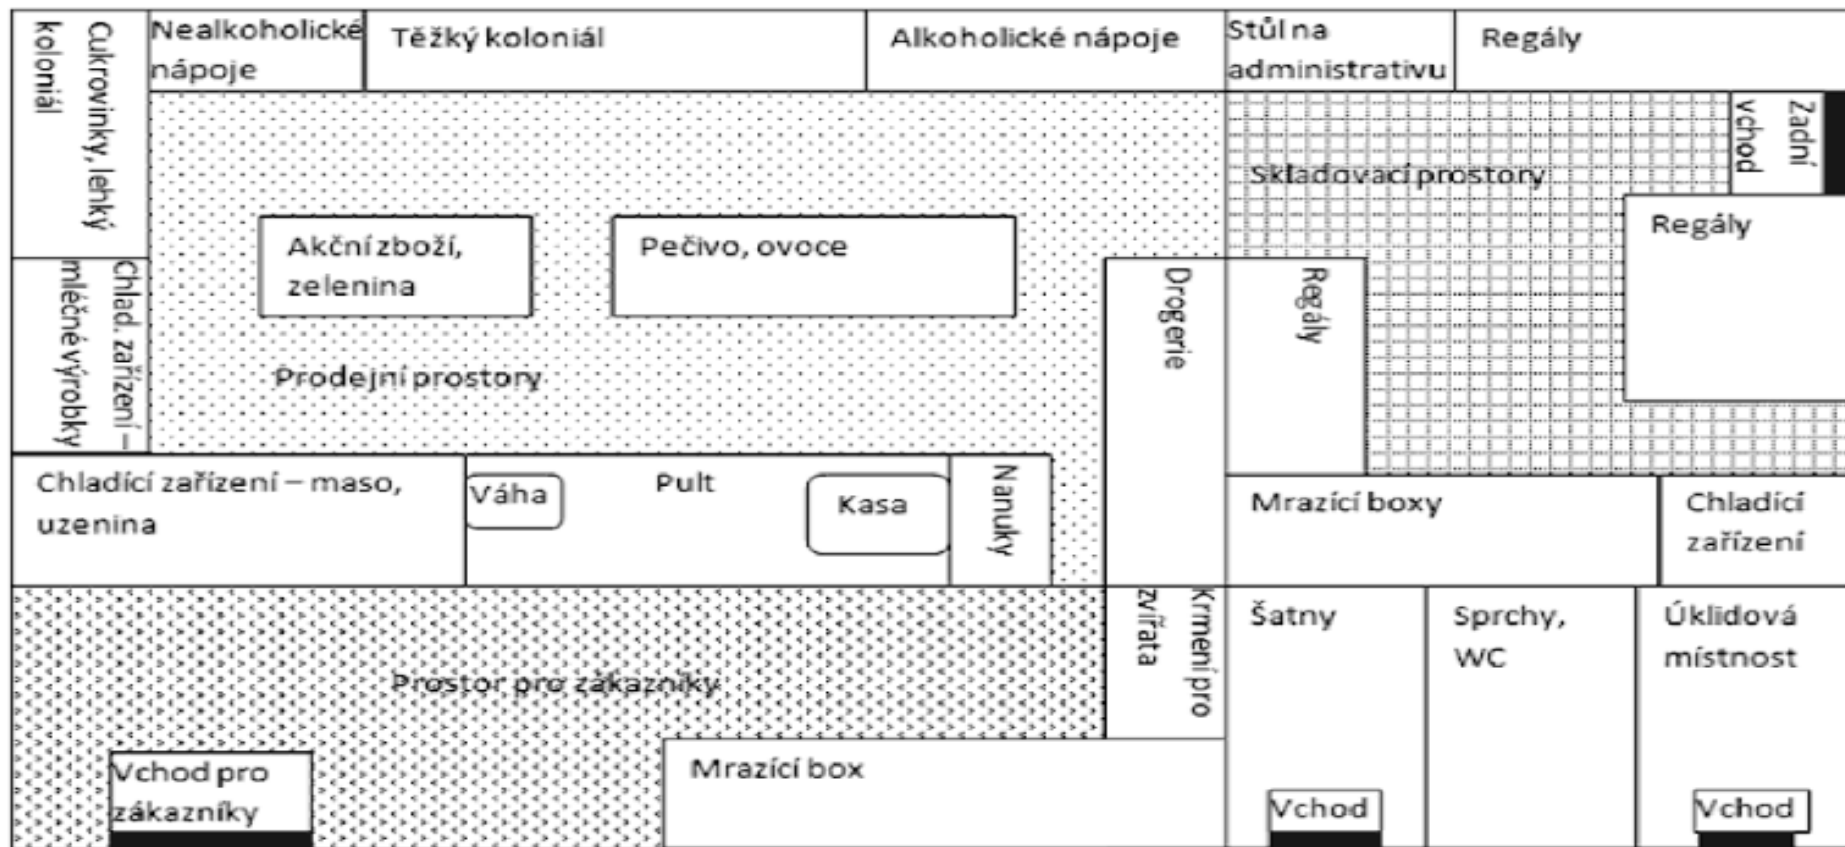 Cukrovinky, lehký
koloniál
Nealkoholické
nápoje
Těžký koloniál
Alkoholické nápoje
Stůl na
administrativu
Regály
Zadní
vchod
Skladovací prostory
Regály
Akční zboží,
zelenina
Pečivo, ovoce
Chlad. zařízení –
mléčné výrobky
Drogerie
Regály
Prodejní prostory
Chladící zařízení – maso,
uzenina
Váha
Pult
Kasa
Nanuky
Mrazící boxy
Chladící
zařízení
Krmení pro
zvířata
Šatny
Sprchy,
WC
Úklidová
místnost
Prostor pro zákazníky
Vchod pro
zákazníky
Mrazící box
Vchod
Vchod